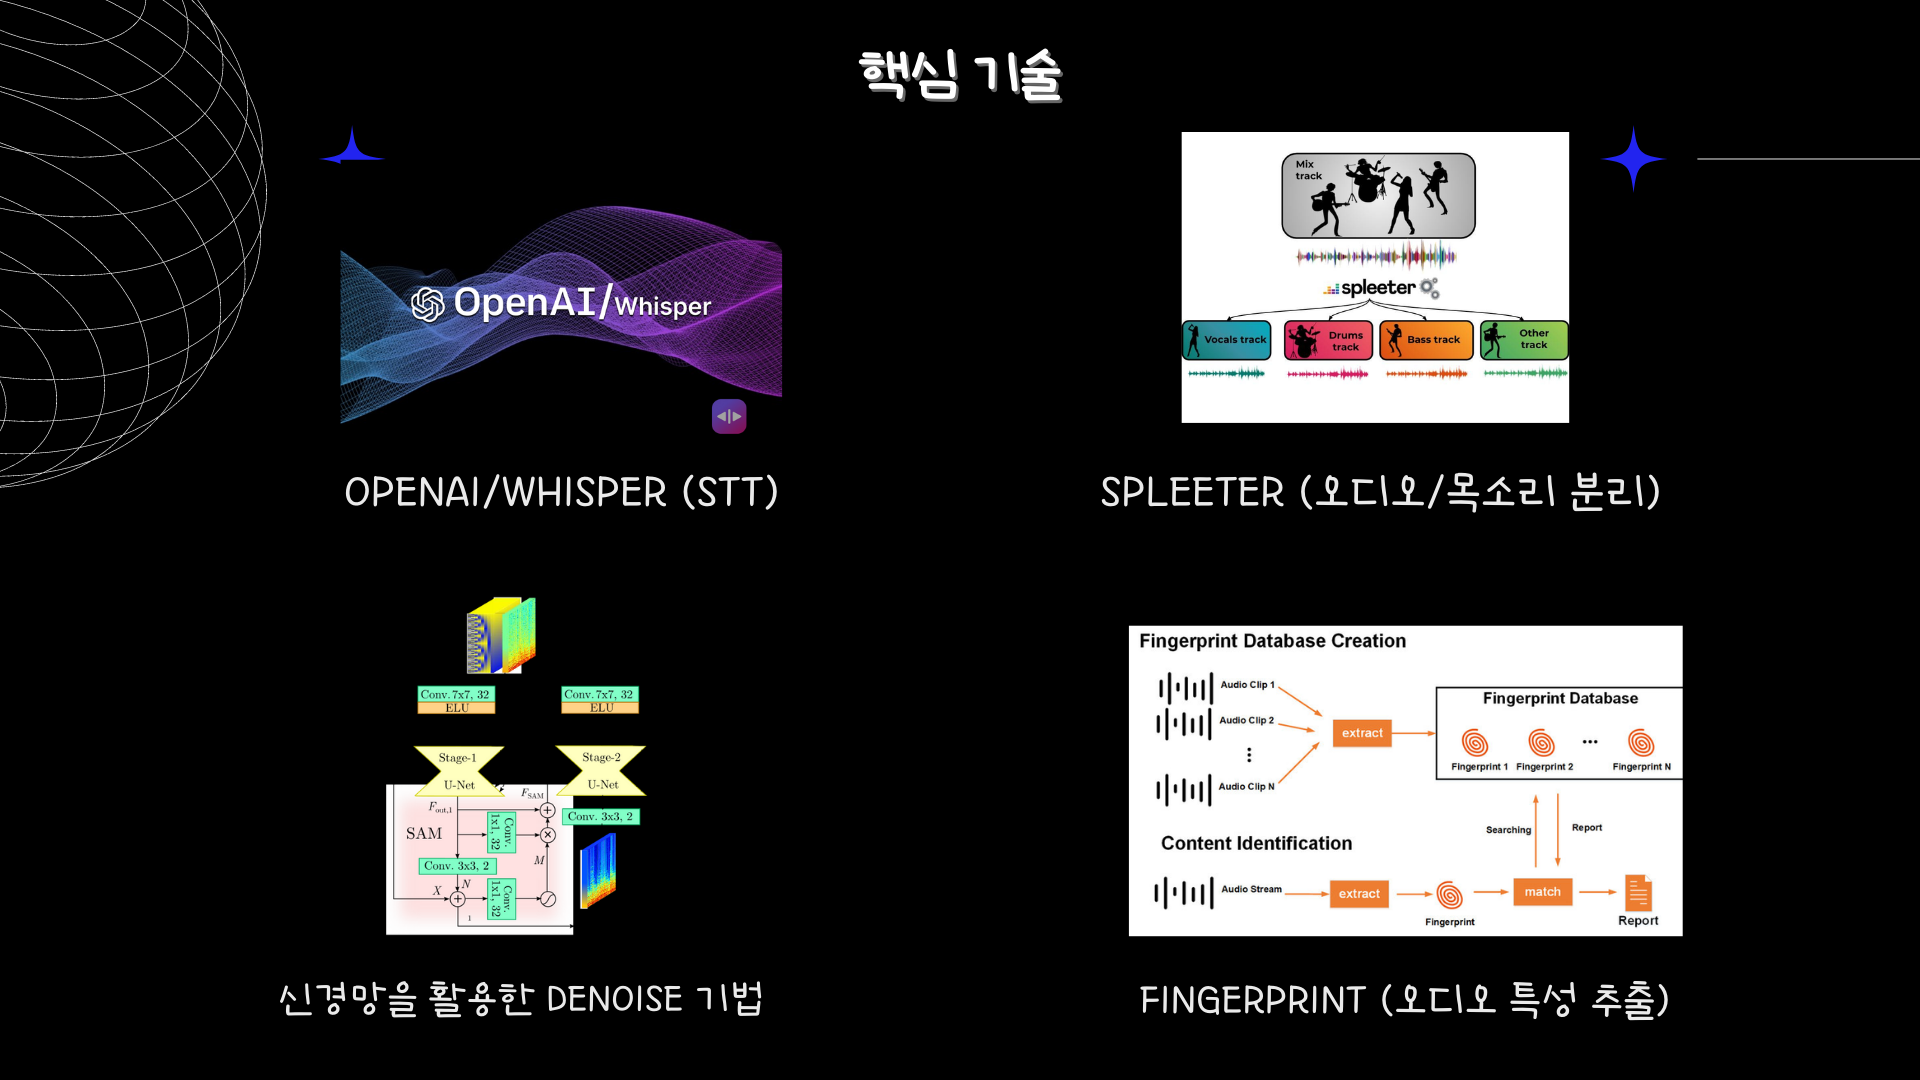 핵심 기술
OpenAI/Whisper
OPENAI/WHISPER (STT)
Mix
track
spleeter
Vocals track
Drums
track
Bass track
Other
track
SPLEETER (오디오/목소리 분리)
Conv. 7x7, 32
ELU
Conv. 7x7, 32
ELU
Stage-1
U-Net
Stage-2
U-Net
F_SAM
F_out,1
SAM
Conv.
1x1, 32
Conv. 3x3, 2
Conv. 3x3, 2
M
X
N
Conv.
1x1, 32
1
신경망을 활용한 DENOISE 기법
Fingerprint Database Creation
Audio Clip 1
Audio Clip 2
Audio Clip N
extract
Fingerprint Database
Fingerprint 1
Fingerprint 2
Fingerprint N
Searching
Report
Content Identification
Audio Stream
extract
Fingerprint
match
Report
FINGERPRINT (오디오 특성 추출)